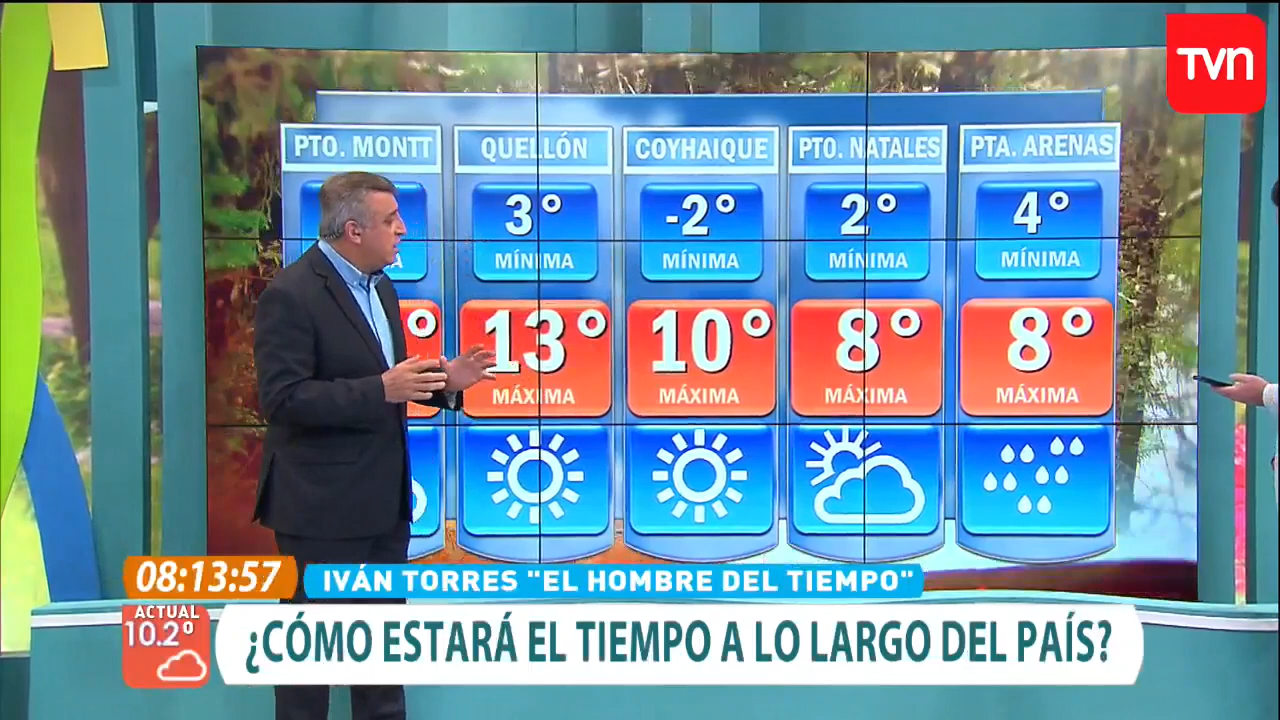 TVN
PTO. MONTT
QUELLÓN
COYHAIQUE
PTO. NATALES
PTA. ARENAS
3°
-2°
2°
4°
MÍNIMA
MÍNIMA
MÍNIMA
MÍNIMA
13°
10°
8°
8°
MÁXIMA
MÁXIMA
MÁXIMA
MÁXIMA
08:13:57
IVÁN TORRES "EL HOMBRE DEL TIEMPO"
ACTUAL
10.2°
¿CÓMO ESTARÁ EL TIEMPO A LO LARGO DEL PAÍS?